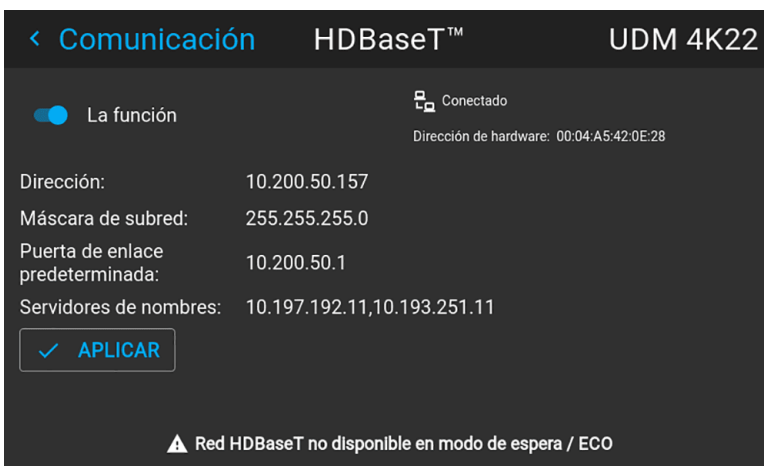 Comunicación HDBaseT™ UDM 4K22
La función
Conectado
Dirección de hardware: 00:04:A5:42:0E:28
Dirección: 10.200.50.157
Máscara de subred: 255.255.255.0
Puerta de enlace
predeterminada: 10.200.50.1
Servidores de nombres: 10.197.192.11,10.193.251.11
APLICAR
Red HDBaseT no disponible en modo de espera / ECO